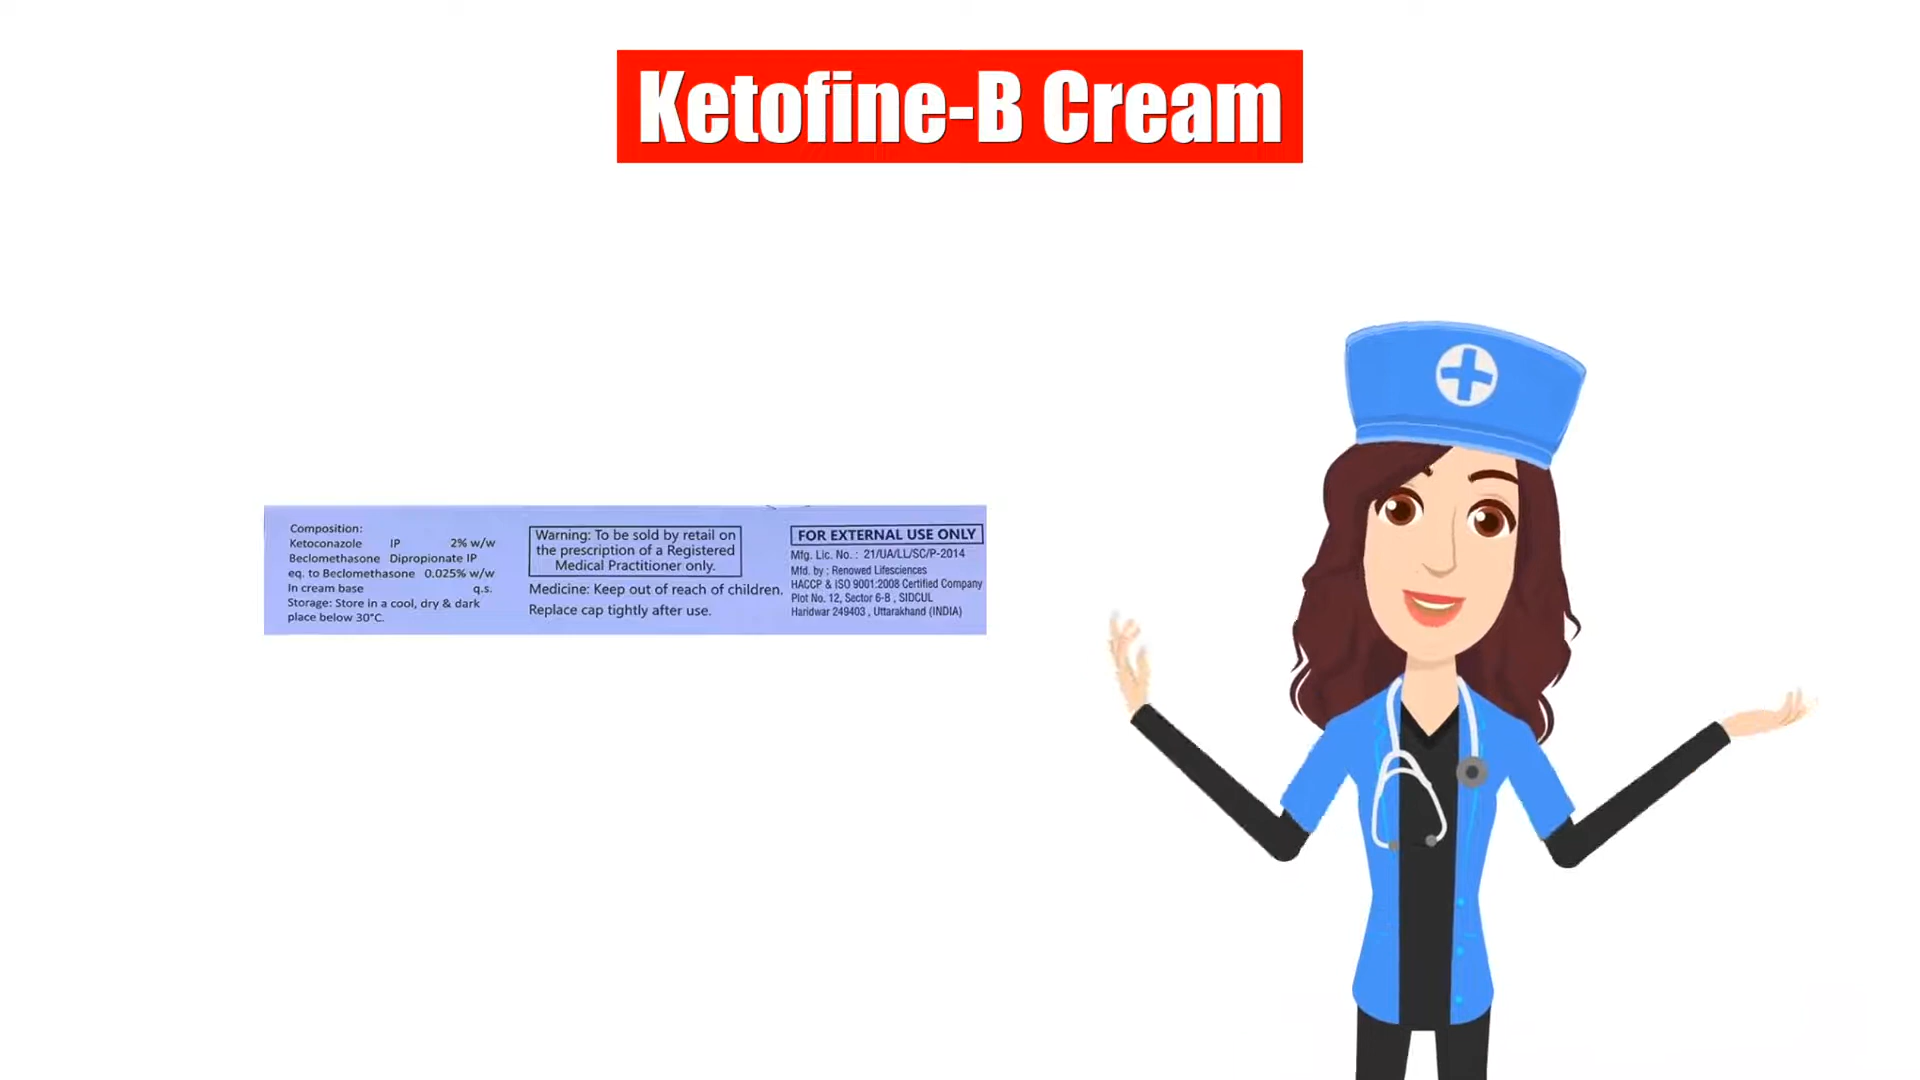 Ketofine-B Cream
Composition:
Ketoconazole IP 2% w/w
Beclomethasone Dipropionate IP
eq. to Beclomethasone 0.025% w/w
In cream base q.s.
Storage: Store in a cool, dry & dark
place below 30°C.
Warning: To be sold by retail on
the prescription of a Registered
Medical Practitioner only.
Medicine: Keep out of reach of children.
Replace cap tightly after use.
FOR EXTERNAL USE ONLY
Mfg. Lic. No. : 21/UA/LL/SC/P-2014
Mfd. by : Renowed Lifesciences
HACCP & ISO 9001:2008 Certified Company
Plot No. 12, Sector 6-B , SIDCUL
Haridwar 249403 , Uttarakhand (INDIA)